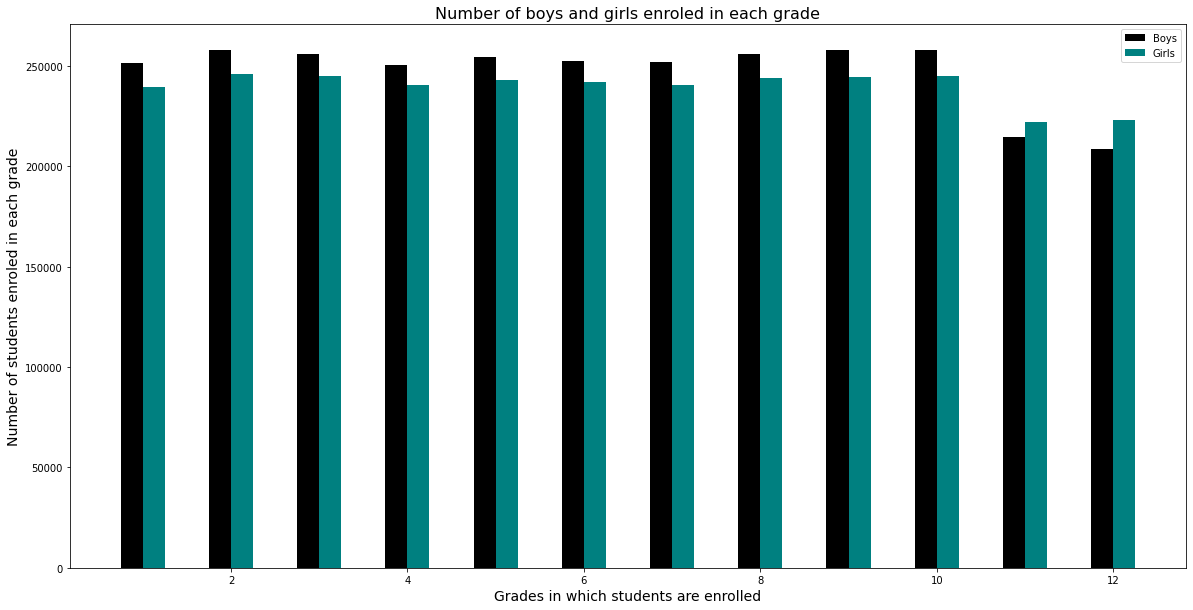 Number of boys and girls enroled in each grade
Boys
Girls
250000
200000
150000
100000
50000
0
Number of students enroled in each grade
2 4 6 8 10 12
Grades in which students are enrolled